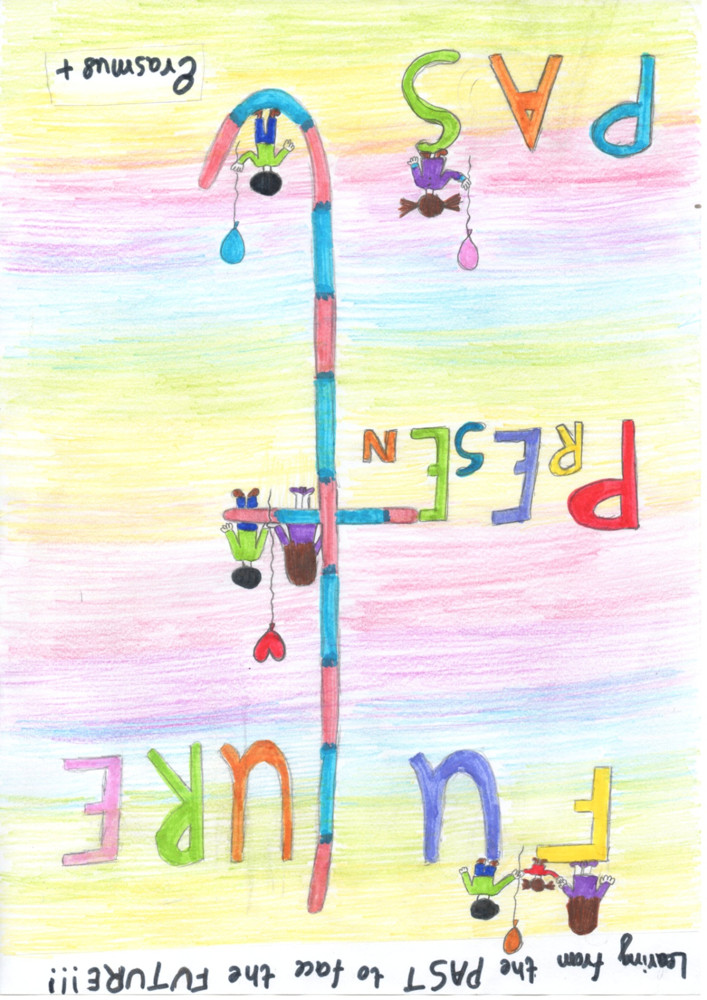 Leaving from the PAST to face the FUTURE!!!
FUtURE
PRESENt
PASt
Erasmus +